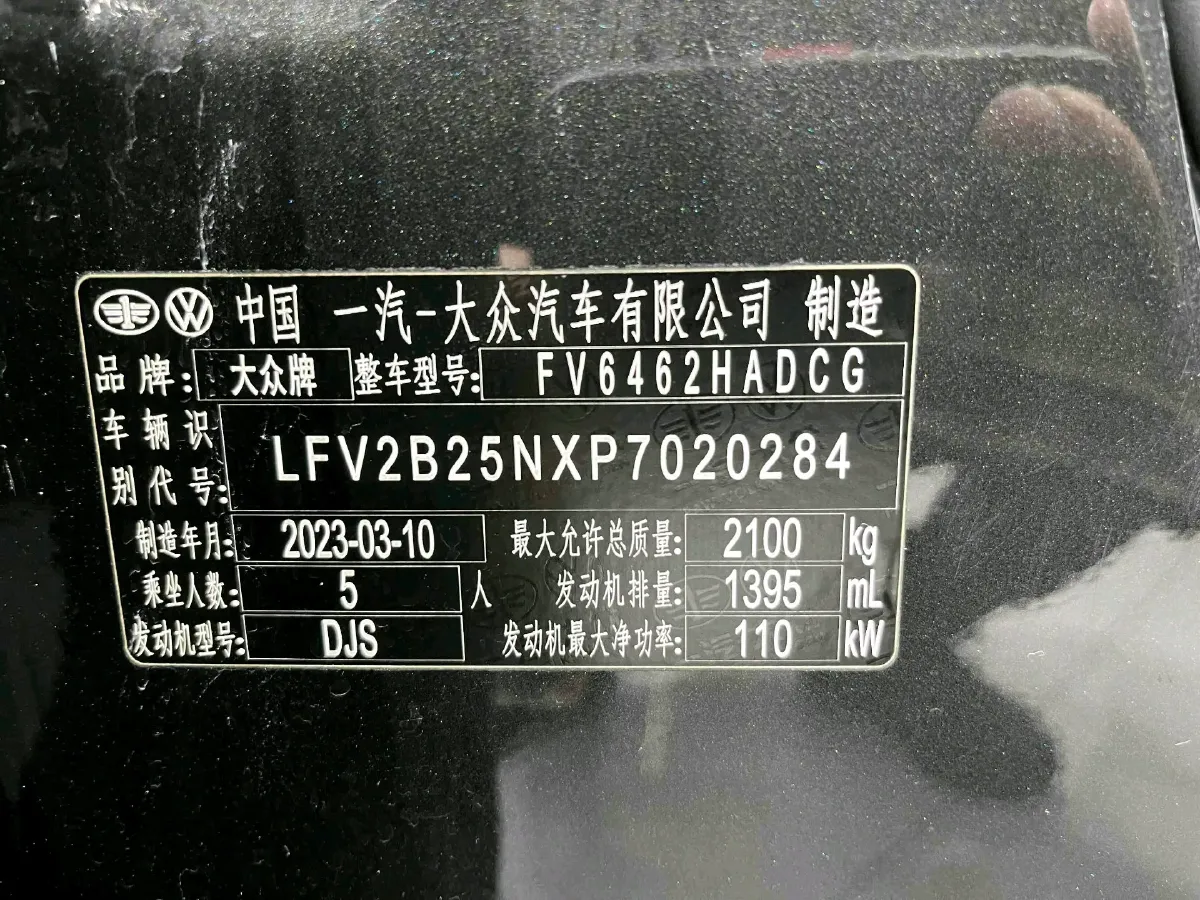 中国 一汽-大众汽车有限公司 制造
品牌: 大众牌 整车型号: FV6462HADCG
车辆识
别代号: LFV2B25NXP7020284
制造年月: 2023-03-10 最大允许总质量: 2100 kg
乘坐人数: 5 人 发动机排量: 1395 mL
发动机型号: DJS 发动机最大净功率: 110 kW